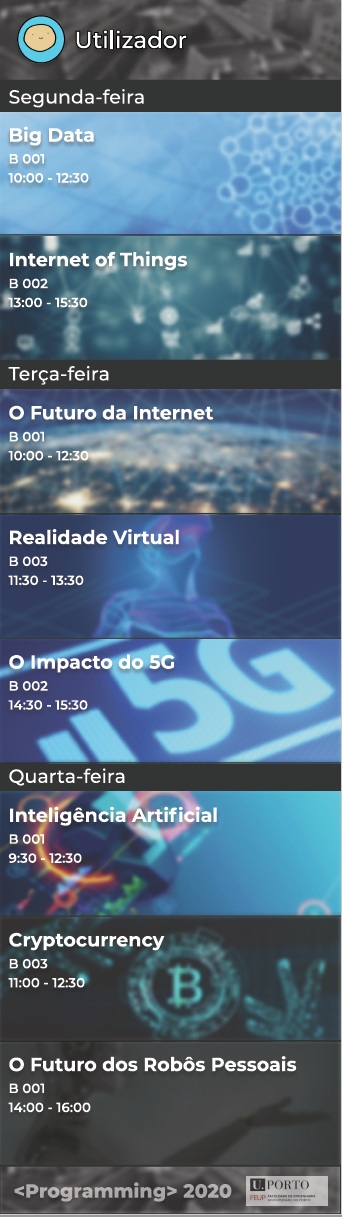 Utilizador
Segunda-feira
Big Data
B 001
10:00 - 12:30
Internet of Things
B 002
13:00 - 15:30
Terça-feira
O Futuro da Internet
B 001
10:00 - 12:30
Realidade Virtual
B 003
11:30 - 13:30
O Impacto do 5G
B 002
14:30 - 15:30
5G
Quarta-feira
Inteligência Artificial
B 001
9:30 - 12:30
Cryptocurrency
B 003
11:00 - 12:30
O Futuro dos Robôs Pessoais
B 001
14:00 - 16:00
<Programming> 2020
U. PORTO
FEUP FACULDADE DE ENGENHARIA
UNIVERSIDADE DO PORTO